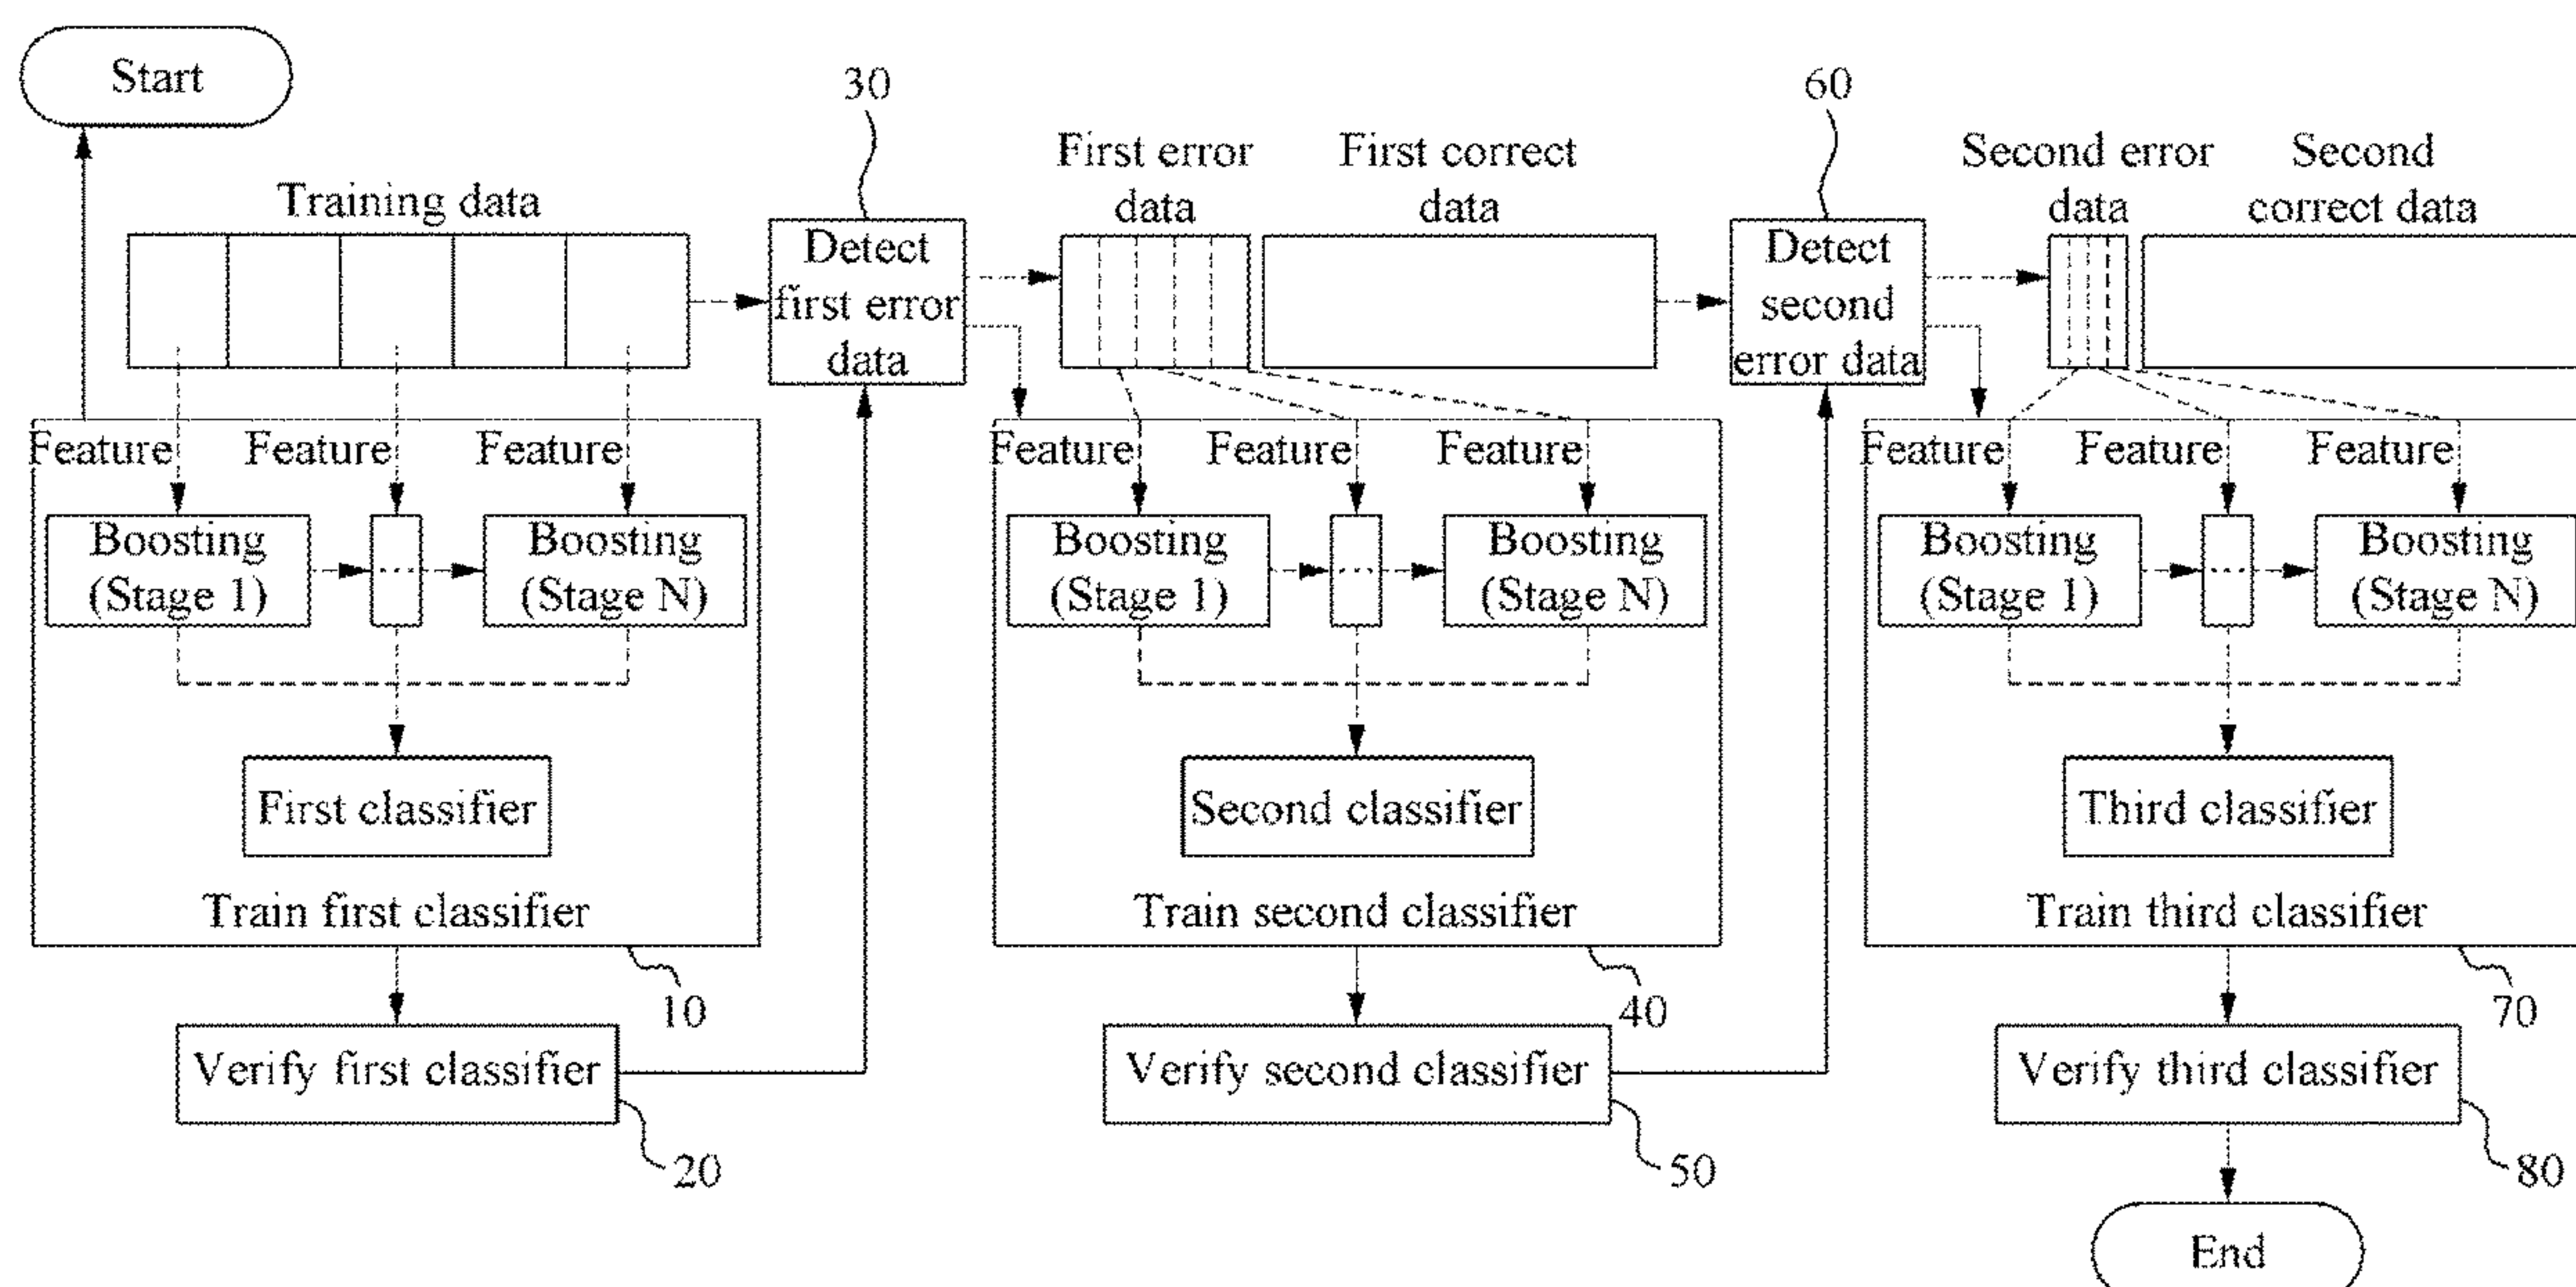 Start
30
60
First error
data
First correct
data
Second error
data
Second
correct data
Training data
Detect
first error
data
Detect
second
error data
Feature
Feature
Feature
Boosting
(Stage 1)
...
Boosting
(Stage N)
First classifier
Train first classifier
10
Verify first classifier
20
Feature
Feature
Feature
Boosting
(Stage 1)
...
Boosting
(Stage N)
Second classifier
Train second classifier
40
Verify second classifier
50
Feature
Feature
Feature
Boosting
(Stage 1)
...
Boosting
(Stage N)
Third classifier
Train third classifier
70
Verify third classifier
80
End